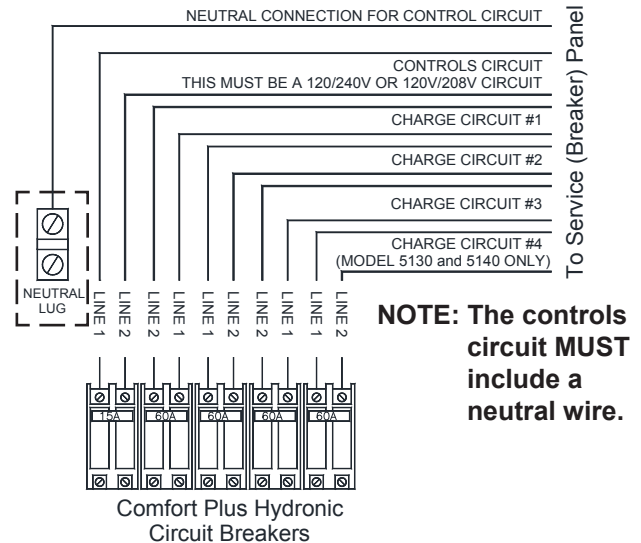 NEUTRAL CONNECTION FOR CONTROL CIRCUIT
CONTROLS CIRCUIT
THIS MUST BE A 120/240V OR 120V/208V CIRCUIT
CHARGE CIRCUIT #1
CHARGE CIRCUIT #2
CHARGE CIRCUIT #3
CHARGE CIRCUIT #4
(MODEL 5130 and 5140 ONLY)
To Service (Breaker) Panel
NEUTRAL
LUG
LINE 1
LINE 2
LINE 2
LINE 1
LINE 1
LINE 2
LINE 2
LINE 1
LINE 1
LINE 2
NOTE: The controls
circuit MUST
include a
neutral wire.
15A
60A
60A
60A
60A
Comfort Plus Hydronic
Circuit Breakers